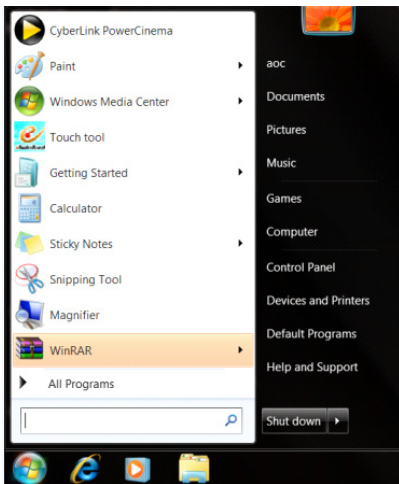 CyberLink PowerCinema
Paint
Windows Media Center
Touch tool
Getting Started
Calculator
Sticky Notes
Snipping Tool
Magnifier
WinRAR
All Programs
aoc
Documents
Pictures
Music
Games
Computer
Control Panel
Devices and Printers
Default Programs
Help and Support
Shut down